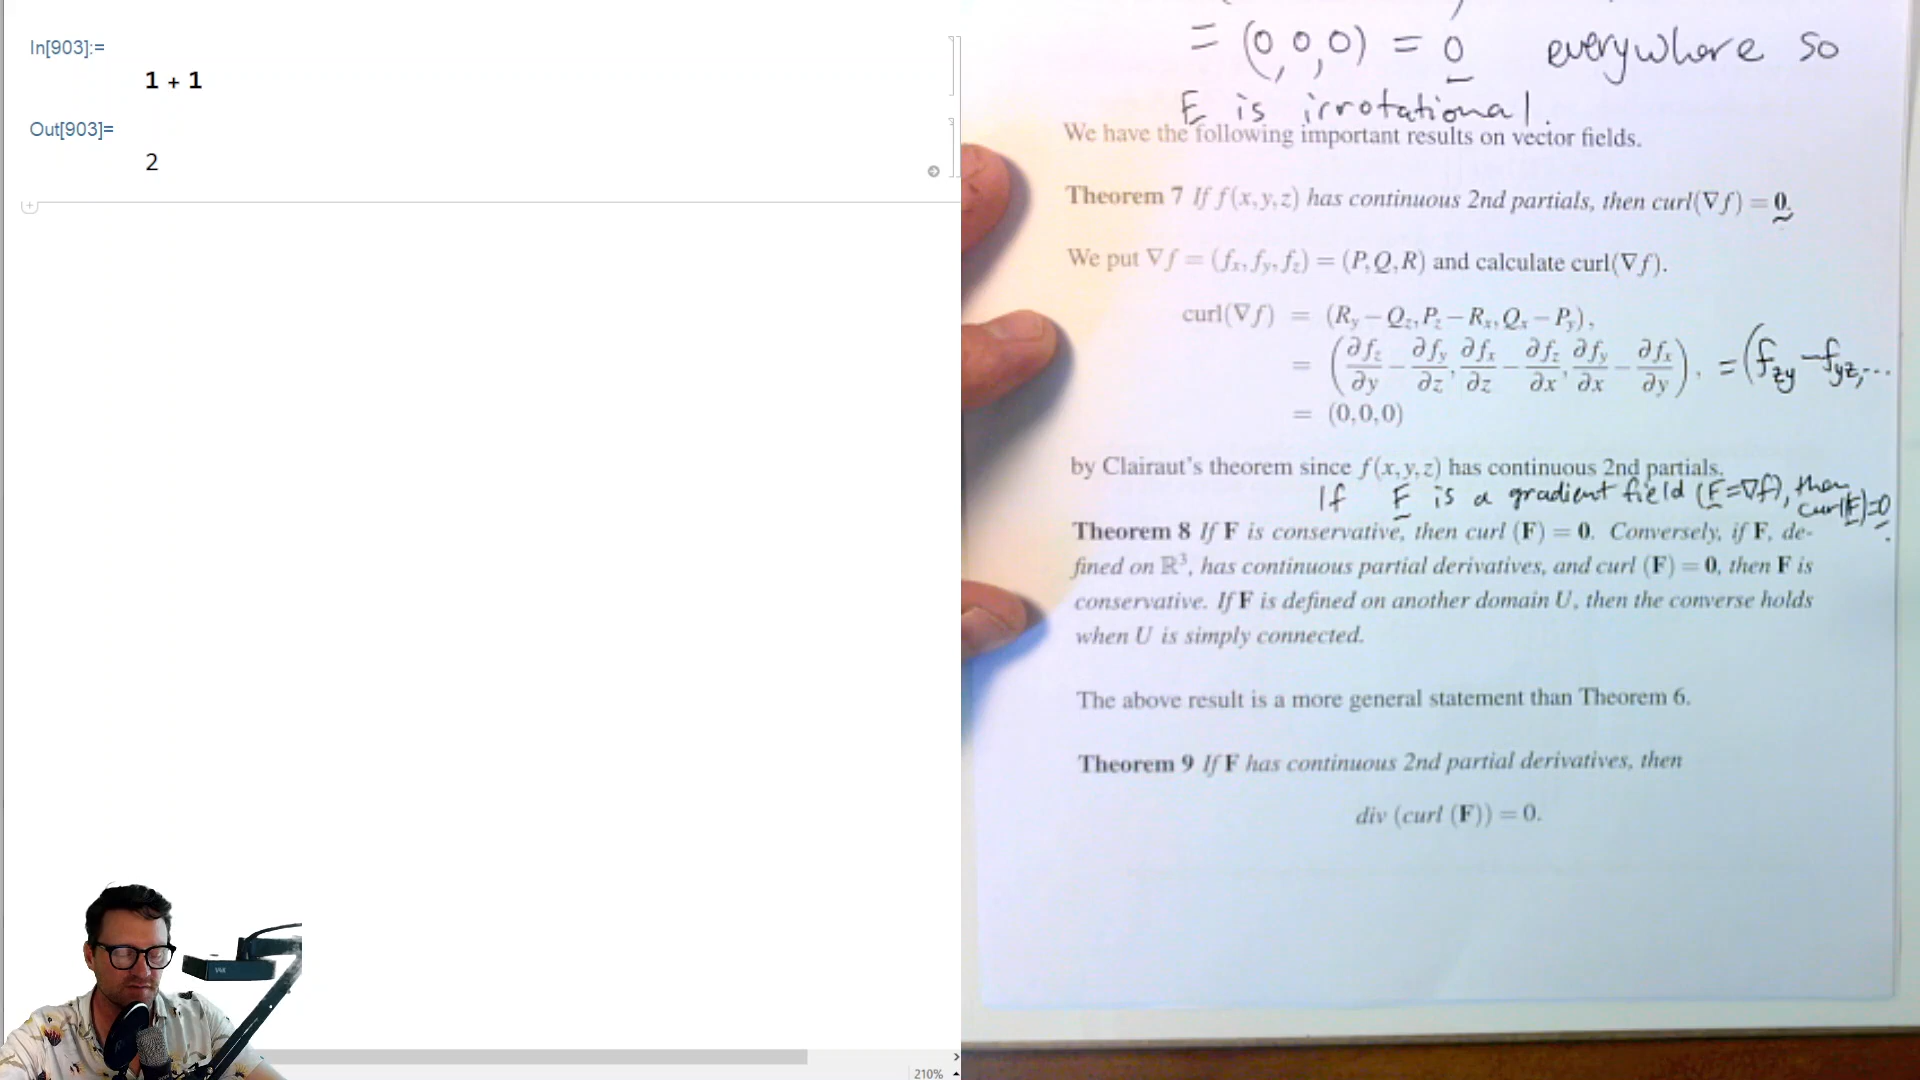 In[903]:=
1 + 1
Out[903]=
2
210%
= (0,0,0) = 0 everywhere so
F is irrotational.
We have the following important results on vector fields.
Theorem 7 If f(x,y,z) has continuous 2nd partials, then curl(∇f) = 0.
We put ∇f = (fx, fy, fz) = (P,Q,R) and calculate curl(∇f).
curl(∇f) = (Ry − Qz, Pz − Rx, Qx − Py),
= (∂fz/∂y − ∂fy/∂z, ∂fx/∂z − ∂fz/∂x, ∂fy/∂x − ∂fx/∂y). = (fzy − fyz, ...
= (0,0,0)
by Clairaut's theorem since f(x,y,z) has continuous 2nd partials.
If F is a gradient field (F=∇f), then
curl(F)=0.
Theorem 8 If F is conservative, then curl (F) = 0. Conversely, if F, de-
fined on ℝ³, has continuous partial derivatives, and curl (F) = 0, then F is
conservative. If F is defined on another domain U, then the converse holds
when U is simply connected.
The above result is a more general statement than Theorem 6.
Theorem 9 If F has continuous 2nd partial derivatives, then
div (curl (F)) = 0.